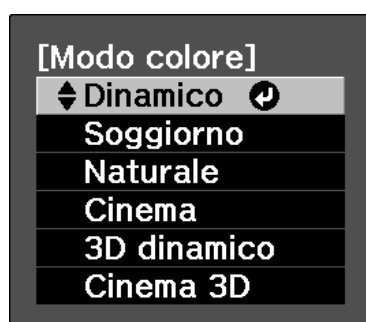 [Modo colore]
Dinamico
Soggiorno
Naturale
Cinema
3D dinamico
Cinema 3D